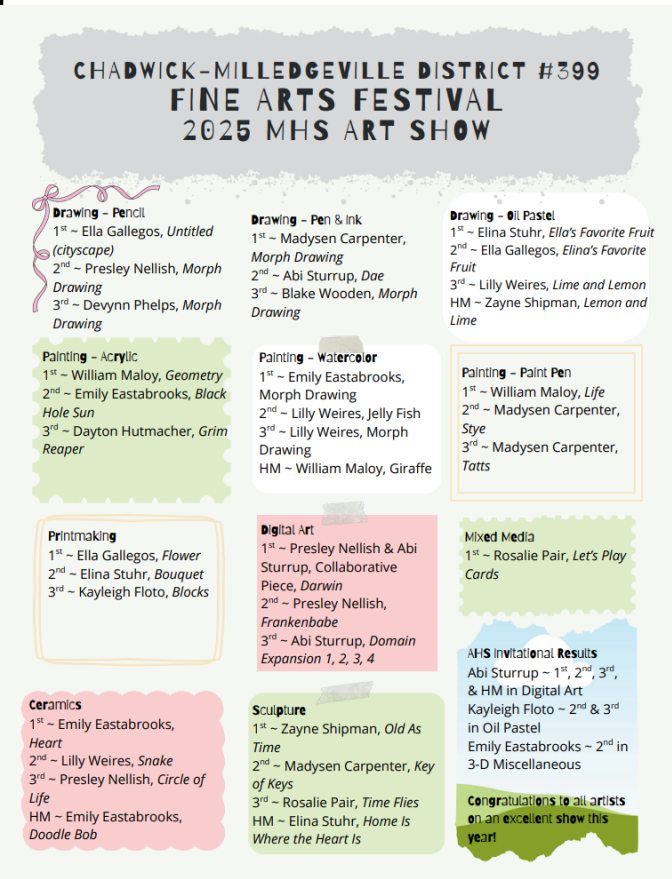 CHADWICK-MILLEDGEVILLE DISTRICT #399
FINE ARTS FESTIVAL
2025 MHS ART SHOW
Drawing – Pencil
1st ~ Ella Gallegos, Untitled
(cityscape)
2nd ~ Presley Nellish, Morph
Drawing
3rd ~ Devynn Phelps, Morph
Drawing
Drawing – Pen & Ink
1st ~ Madysen Carpenter,
Morph Drawing
2nd ~ Abi Sturrup, Dae
3rd ~ Blake Wooden, Morph
Drawing
Drawing – Oil Pastel
1st ~ Elina Stuhr, Ella's Favorite Fruit
2nd ~ Ella Gallegos, Elina's Favorite
Fruit
3rd ~ Lilly Weires, Lime and Lemon
HM ~ Zayne Shipman, Lemon and
Lime
Painting – Acrylic
1st ~ William Maloy, Geometry
2nd ~ Emily Eastabrooks, Black
Hole Sun
3rd ~ Dayton Hutmacher, Grim
Reaper
Painting – Watercolor
1st ~ Emily Eastabrooks,
Morph Drawing
2nd ~ Lilly Weires, Jelly Fish
3rd ~ Lilly Weires, Morph
Drawing
HM ~ William Maloy, Giraffe
Painting – Paint Pen
1st ~ William Maloy, Life
2nd ~ Madysen Carpenter,
Stye
3rd ~ Madysen Carpenter,
Tatts
Printmaking
1st ~ Ella Gallegos, Flower
2nd ~ Elina Stuhr, Bouquet
3rd ~ Kayleigh Floto, Blocks
Digital Art
1st ~ Presley Nellish & Abi
Sturrup, Collaborative
Piece, Darwin
2nd ~ Presley Nellish,
Frankenbabe
3rd ~ Abi Sturrup, Domain
Expansion 1, 2, 3, 4
Mixed Media
1st ~ Rosalie Pair, Let's Play
Cards
Ceramics
1st ~ Emily Eastabrooks,
Heart
2nd ~ Lilly Weires, Snake
3rd ~ Presley Nellish, Circle of
Life
HM ~ Emily Eastabrooks,
Doodle Bob
Sculpture
1st ~ Zayne Shipman, Old As
Time
2nd ~ Madysen Carpenter, Key
of Keys
3rd ~ Rosalie Pair, Time Flies
HM ~ Elina Stuhr, Home Is
Where the Heart Is
AHS Invitational Results
Abi Sturrup ~ 1st, 2nd, 3rd,
& HM in Digital Art
Kayleigh Floto ~ 2nd & 3rd
in Oil Pastel
Emily Eastabrooks ~ 2nd in
3-D Miscellaneous
Congratulations to all artists
on an excellent show this
year!